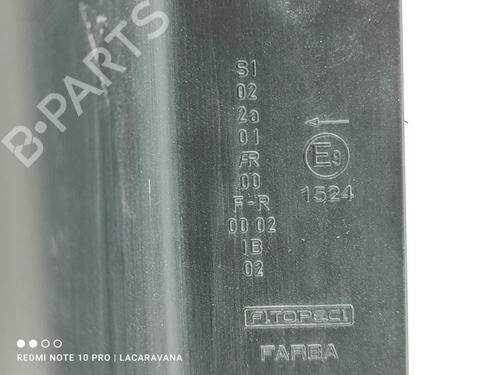 B-PARTS
S1
02
2a
01
AR
00
F-R
00 02
1B
02
E9
1524
FARBA
REDMI NOTE 10 PRO | LACARAVANA